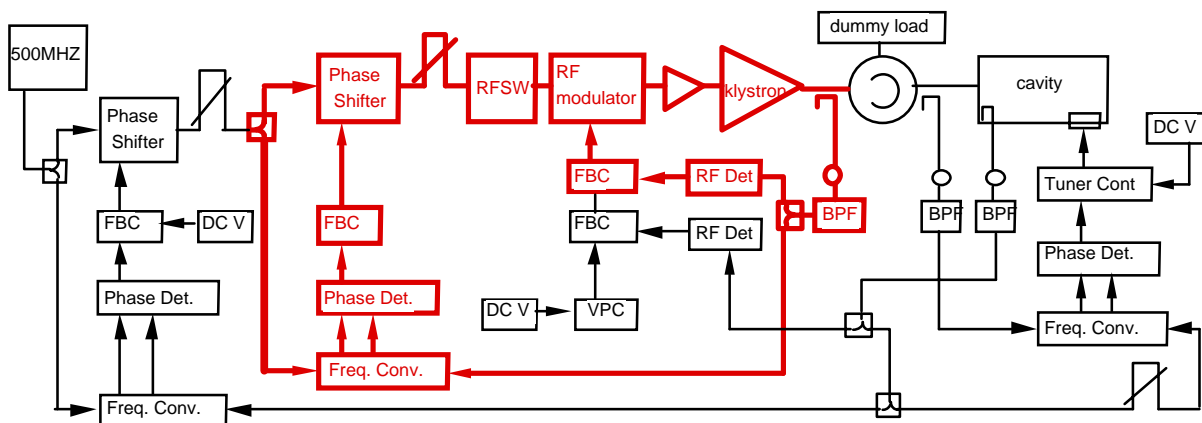 dummy load
500MHZ
Phase
Shifter
Phase
Shifter
RFSW
RF
modulator
klystron
cavity
DC V
FBC
RF Det
Tuner Cont
FBC
DC V
FBC
FBC
RF Det
BPF
BPF
BPF
Phase Det.
Phase Det.
Phase Det.
DC V
VPC
Freq. Conv.
Freq. Conv.
Freq. Conv.